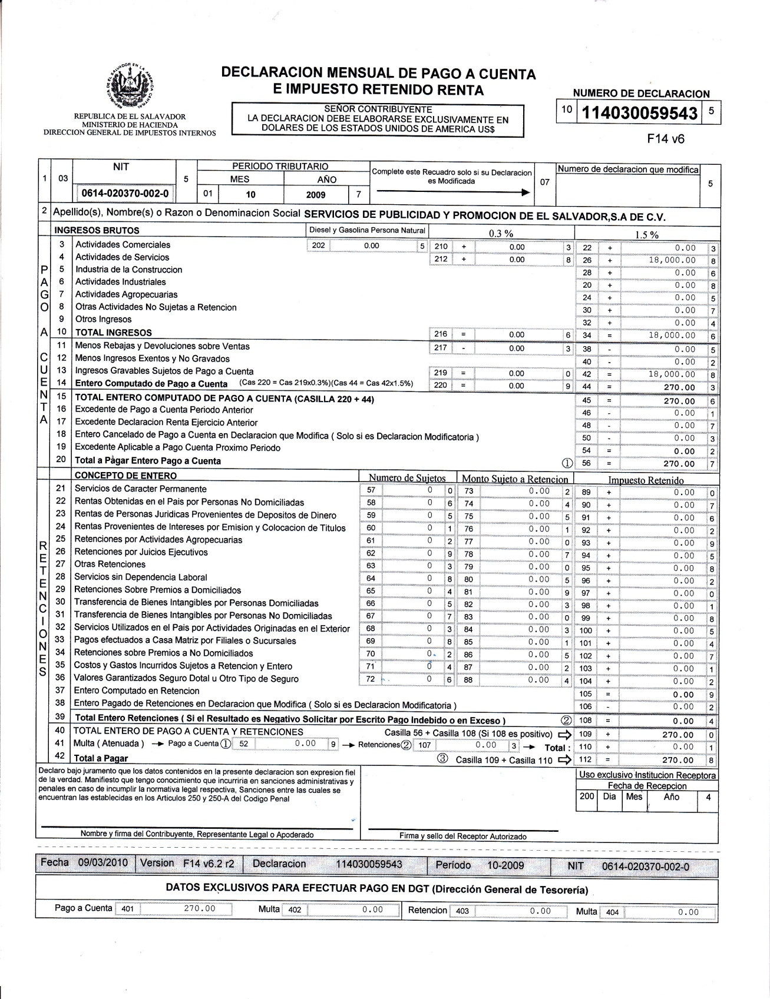 DECLARACION MENSUAL DE PAGO A CUENTA
E IMPUESTO RETENIDO RENTA
REPUBLICA DE EL SALAVADOR
MINISTERIO DE HACIENDA
DIRECCION GENERAL DE IMPUESTOS INTERNOS
SEÑOR CONTRIBUYENTE
LA DECLARACION DEBE ELABORARSE EXCLUSIVAMENTE EN
DOLARES DE LOS ESTADOS UNIDOS DE AMERICA US$
NUMERO DE DECLARACION
10 114030059543 5
F14 v6
1 03 NIT 0614-020370-002-0 5
PERIODO TRIBUTARIO
MES AÑO
01 10 2009 7
Complete este Recuadro solo si su Declaracion
es Modificada
07 Numero de declaracion que modifica 5
2 Apellido(s), Nombre(s) o Razon o Denominacion Social SERVICIOS DE PUBLICIDAD Y PROMOCION DE EL SALVADOR,S.A DE C.V.
PAGO A CUENTA
INGRESOS BRUTOS Diesel y Gasolina Persona Natural 0.3 % 1.5 %
3 Actividades Comerciales 202 0.00 5 210 + 0.00 3 22 + 0.00 3
4 Actividades de Servicios 212 + 0.00 8 26 + 18,000.00 8
5 Industria de la Construccion 28 + 0.00 6
6 Actividades Industriales 20 + 0.00 8
7 Actividades Agropecuarias 24 + 0.00 5
8 Otras Actividades No Sujetas a Retencion 30 + 0.00 7
9 Otros Ingresos 32 + 0.00 4
10 TOTAL INGRESOS 216 = 0.00 6 34 = 18,000.00 6
11 Menos Rebajas y Devoluciones sobre Ventas 217 - 0.00 3 38 - 0.00 5
12 Menos Ingresos Exentos y No Gravados 40 - 0.00 2
13 Ingresos Gravables Sujetos de Pago a Cuenta 219 = 0.00 0 42 = 18,000.00 8
14 Entero Computado de Pago a Cuenta (Cas 220 = Cas 219x0.3%)(Cas 44 = Cas 42x1.5%) 220 = 0.00 9 44 = 270.00 3
15 TOTAL ENTERO COMPUTADO DE PAGO A CUENTA (CASILLA 220 + 44) 45 = 270.00 6
16 Excedente de Pago a Cuenta Periodo Anterior 46 - 0.00 1
17 Excedente Declaracion Renta Ejercicio Anterior 48 - 0.00 7
18 Entero Cancelado de Pago a Cuenta en Declaracion que Modifica ( Solo si es Declaracion Modificatoria ) 50 - 0.00 3
19 Excedente Aplicable a Pago Cuenta Proximo Periodo 54 = 0.00 2
20 Total a Pagar Entero Pago a Cuenta ① 56 = 270.00 7
RETENCIONES
CONCEPTO DE ENTERO Numero de Sujetos Monto Sujeto a Retencion Impuesto Retenido
21 Servicios de Caracter Permanente 57 0 0 73 0.00 2 89 + 0.00 0
22 Rentas Obtenidas en el Pais por Personas No Domiciliadas 58 0 6 74 0.00 4 90 + 0.00 7
23 Rentas de Personas Juridicas Provenientes de Depositos de Dinero 59 0 5 75 0.00 5 91 + 0.00 6
24 Rentas Provenientes de Intereses por Emision y Colocacion de Titulos 60 0 1 76 0.00 1 92 + 0.00 2
25 Retenciones por Actividades Agropecuarias 61 0 2 77 0.00 0 93 + 0.00 9
26 Retenciones por Juicios Ejecutivos 62 0 9 78 0.00 7 94 + 0.00 5
27 Otras Retenciones 63 0 3 79 0.00 0 95 + 0.00 8
28 Servicios sin Dependencia Laboral 64 0 8 80 0.00 5 96 + 0.00 2
29 Retenciones Sobre Premios a Domiciliados 65 0 4 81 0.00 9 97 + 0.00 0
30 Transferencia de Bienes Intangibles por Personas Domiciliadas 66 0 5 82 0.00 3 98 + 0.00 1
31 Transferencia de Bienes Intangibles por Personas No Domiciliadas 67 0 7 83 0.00 0 99 + 0.00 8
32 Servicios Utilizados en el Pais por Actividades Originadas en el Exterior 68 0 3 84 0.00 3 100 + 0.00 5
33 Pagos efectuados a Casa Matriz por Filiales o Sucursales 69 0 8 85 0.00 1 101 + 0.00 4
34 Retenciones sobre Premios a No Domiciliados 70 0 2 86 0.00 5 102 + 0.00 7
35 Costos y Gastos Incurridos Sujetos a Retencion y Entero 71 0 4 87 0.00 2 103 + 0.00 1
36 Valores Garantizados Seguro Dotal u Otro Tipo de Seguro 72 0 6 88 0.00 4 104 + 0.00 2
37 Entero Computado en Retencion 105 = 0.00 9
38 Entero Pagado de Retenciones en Declaracion que Modifica ( Solo si es Declaracion Modificatoria ) 106 - 0.00 2
39 Total Entero Retenciones ( Si el Resultado es Negativo Solicitar por Escrito Pago Indebido o en Exceso ) ② 108 = 0.00 4
40 TOTAL ENTERO DE PAGO A CUENTA Y RETENCIONES Casilla 56 + Casilla 108 (Si 108 es positivo) 109 + 270.00 0
41 Multa ( Atenuada ) Pago a Cuenta ① 52 0.00 9 Retenciones ② 107 0.00 3 Total : 110 + 0.00 1
42 Total a Pagar ③ Casilla 109 + Casilla 110 112 = 270.00 8
Declaro bajo juramento que los datos contenidos en la presente declaracion son expresion fiel
de la verdad. Manifiesto que tengo conocimiento que incurriria en sanciones administrativas y
penales en caso de incumplir la normativa legal respectiva, Sanciones entre las cuales se
encuentran las establecidas en los Articulos 250 y 250-A del Codigo Penal
Nombre y firma del Contribuyente, Representante Legal o Apoderado
Firma y sello del Receptor Autorizado
Uso exclusivo Institucion Receptora
Fecha de Recepcion
200 Dia Mes Año 4
Fecha 09/03/2010 Version F14 v6.2 r2 Declaracion 114030059543 Período 10-2009 NIT 0614-020370-002-0
DATOS EXCLUSIVOS PARA EFECTUAR PAGO EN DGT (Dirección General de Tesorería)
Pago a Cuenta 401 270.00 Multa 402 0.00 Retencion 403 0.00 Multa 404 0.00